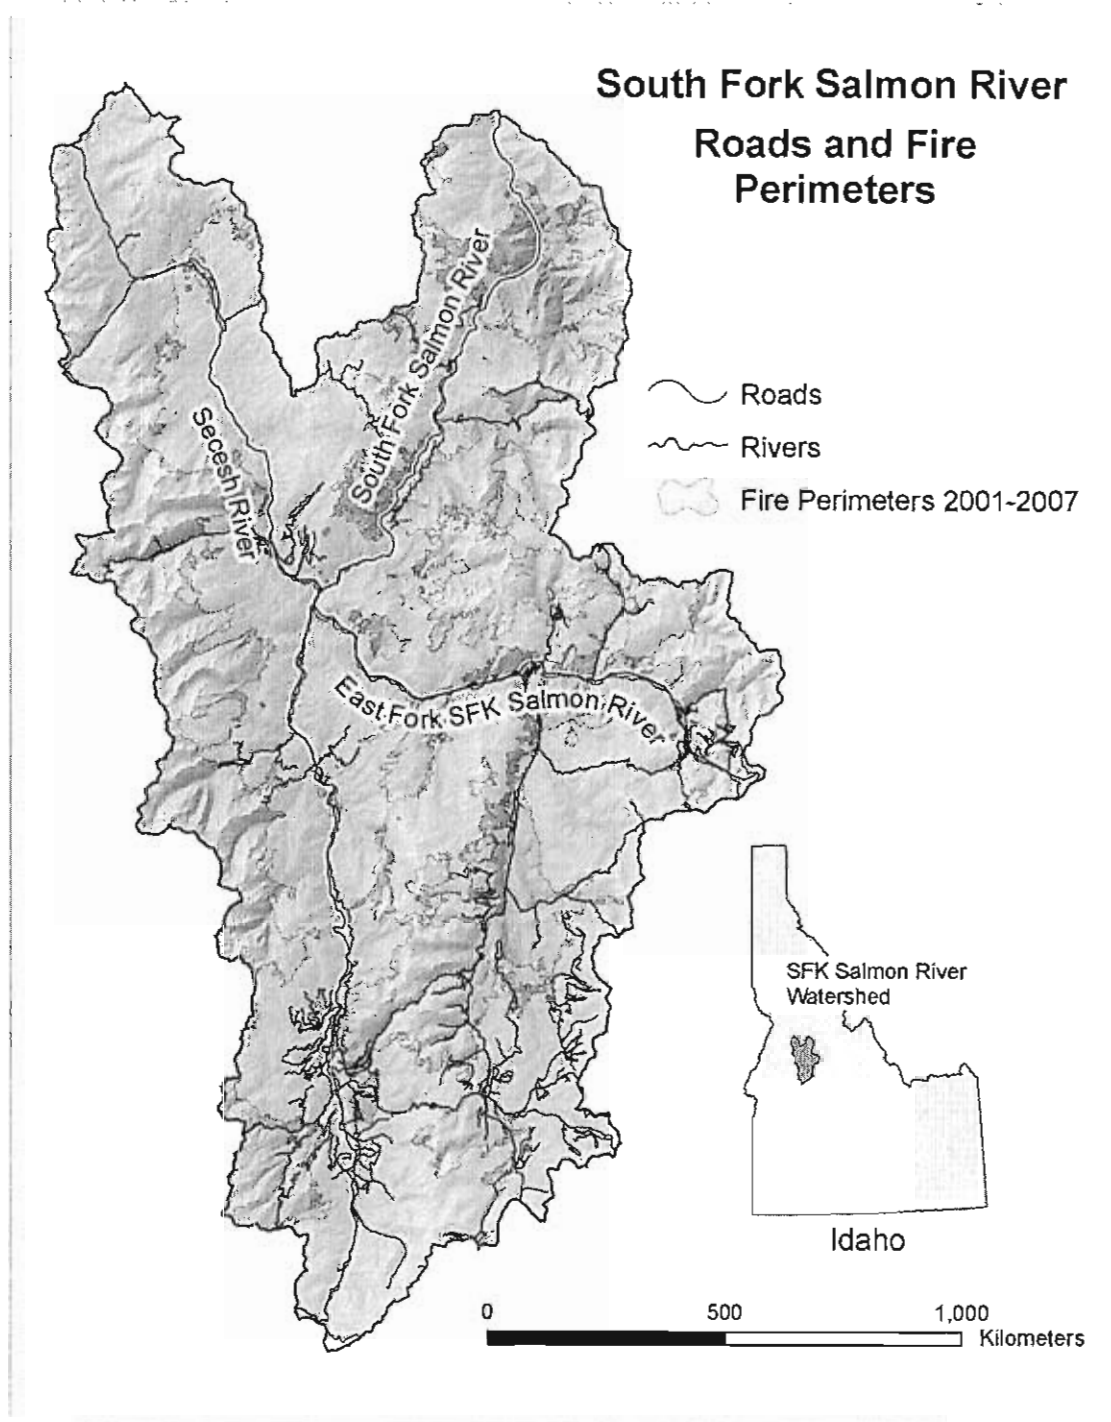 South Fork Salmon River
Roads and Fire
Perimeters
South Fork Salmon River
Roads
Secesh River
Rivers
Fire Perimeters 2001-2007
East Fork SFK Salmon River
SFK Salmon River
Watershed
Idaho
0 500 1,000
Kilometers